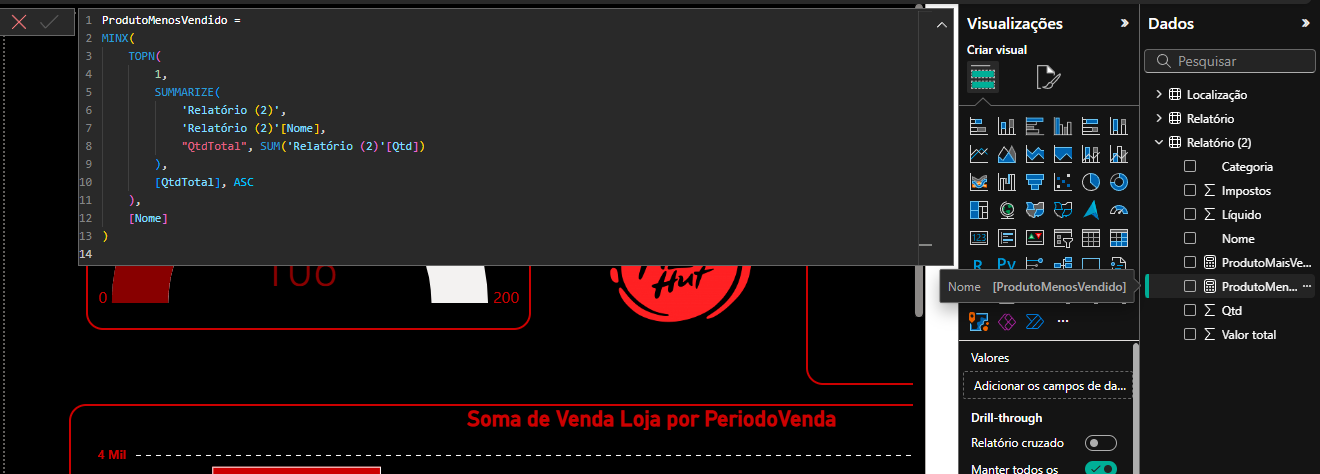 1 ProdutoMenosVendido =
2 MINX(
3 TOPN(
4 1,
5 SUMMARIZE(
6 'Relatório (2)',
7 'Relatório (2)'[Nome],
8 "QtdTotal", SUM('Relatório (2)'[Qtd])
9 ),
10 [QtdTotal], ASC
11 ),
12 [Nome]
13 )
14
0
200
Hut
Soma de Venda Loja por PeriodoVenda
4 Mil
Visualizações
Criar visual
123
R Py
Nome [ProdutoMenosVendido]
...
Valores
Adicionar os campos de da...
Drill-through
Relatório cruzado
Manter todos os
Dados
Pesquisar
Localização
Relatório
Relatório (2)
Categoria
Impostos
Líquido
Nome
ProdutoMaisVe...
ProdutoMen... ...
Qtd
Valor total